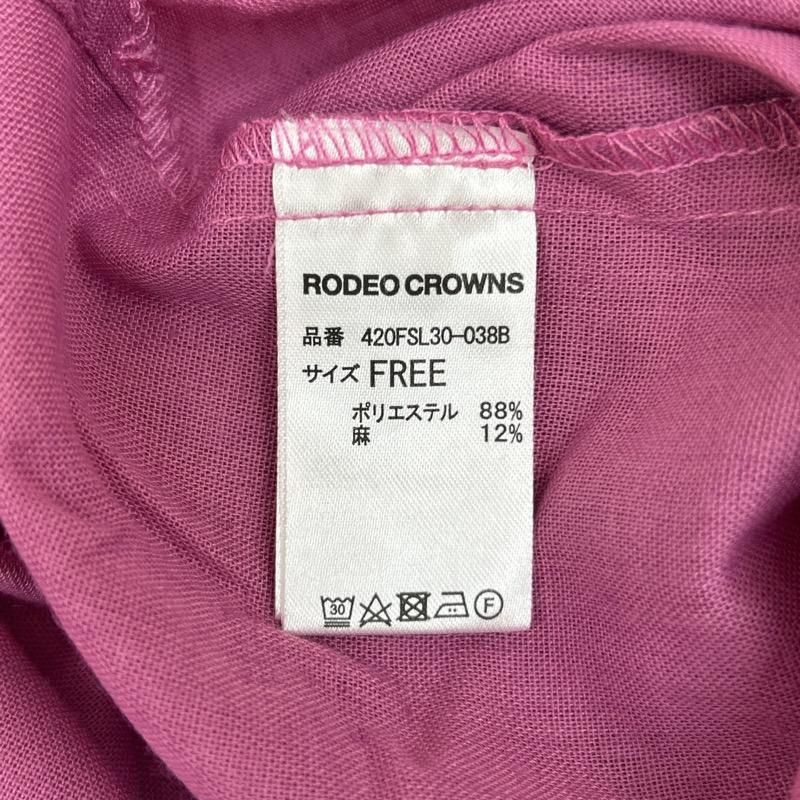 RODEO CROWNS
品番 420FSL30-038B
サイズ FREE
ポリエステル 88%
麻 12%
30 F